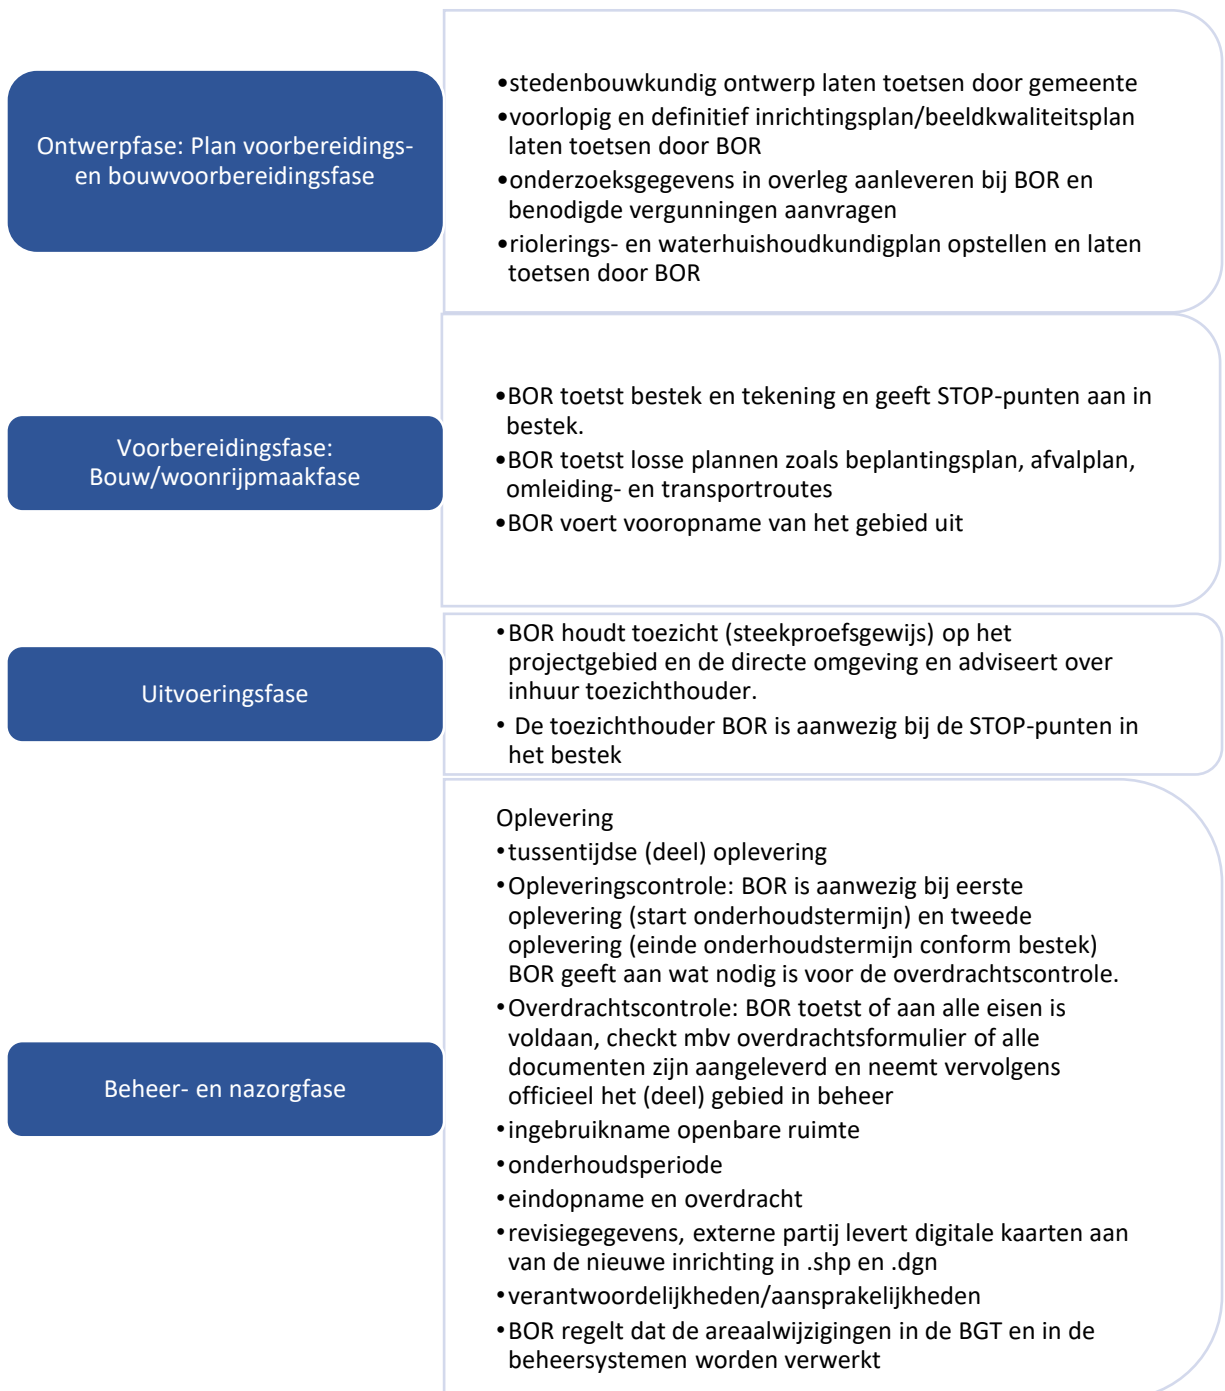 Ontwerpfase: Plan voorbereidings-
en bouwvoorbereidingsfase
•stedenbouwkundig ontwerp laten toetsen door gemeente
•voorlopig en definitief inrichtingsplan/beeldkwaliteitsplan
laten toetsen door BOR
•onderzoeksgegevens in overleg aanleveren bij BOR en
benodigde vergunningen aanvragen
•riolerings- en waterhuishoudkundigplan opstellen en laten
toetsen door BOR
Voorbereidingsfase:
Bouw/woonrijpmaakfase
•BOR toetst bestek en tekening en geeft STOP-punten aan in
bestek.
•BOR toetst losse plannen zoals beplantingsplan, afvalplan,
omleiding- en transportroutes
•BOR voert vooropname van het gebied uit
Uitvoeringsfase
•BOR houdt toezicht (steekproefsgewijs) op het
projectgebied en de directe omgeving en adviseert over
inhuur toezichthouder.
• De toezichthouder BOR is aanwezig bij de STOP-punten in
het bestek
Beheer- en nazorgfase
Oplevering
•tussentijdse (deel) oplevering
•Opleveringscontrole: BOR is aanwezig bij eerste
oplevering (start onderhoudstermijn) en tweede
oplevering (einde onderhoudstermijn conform bestek)
BOR geeft aan wat nodig is voor de overdrachtscontrole.
•Overdrachtscontrole: BOR toetst of aan alle eisen is
voldaan, checkt mbv overdrachtsformulier of alle
documenten zijn aangeleverd en neemt vervolgens
officieel het (deel) gebied in beheer
•ingebruikname openbare ruimte
•onderhoudsperiode
•eindopname en overdracht
•revisiegegevens, externe partij levert digitale kaarten aan
van de nieuwe inrichting in .shp en .dgn
•verantwoordelijkheden/aansprakelijkheden
•BOR regelt dat de areaalwijzigingen in de BGT en in de
beheersystemen worden verwerkt